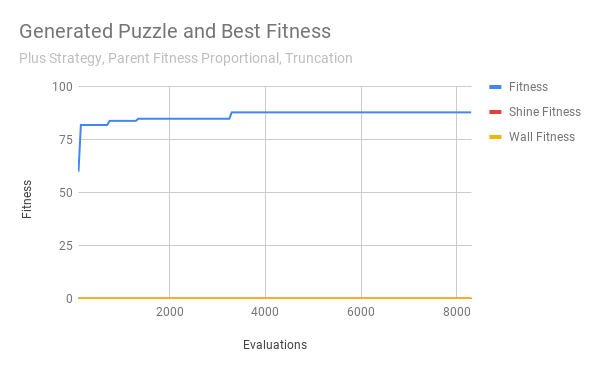 Generated Puzzle and Best Fitness
Plus Strategy, Parent Fitness Proportional, Truncation
100
75
50
25
0
Fitness
2000
4000
6000
8000
Evaluations
Fitness
Shine Fitness
Wall Fitness